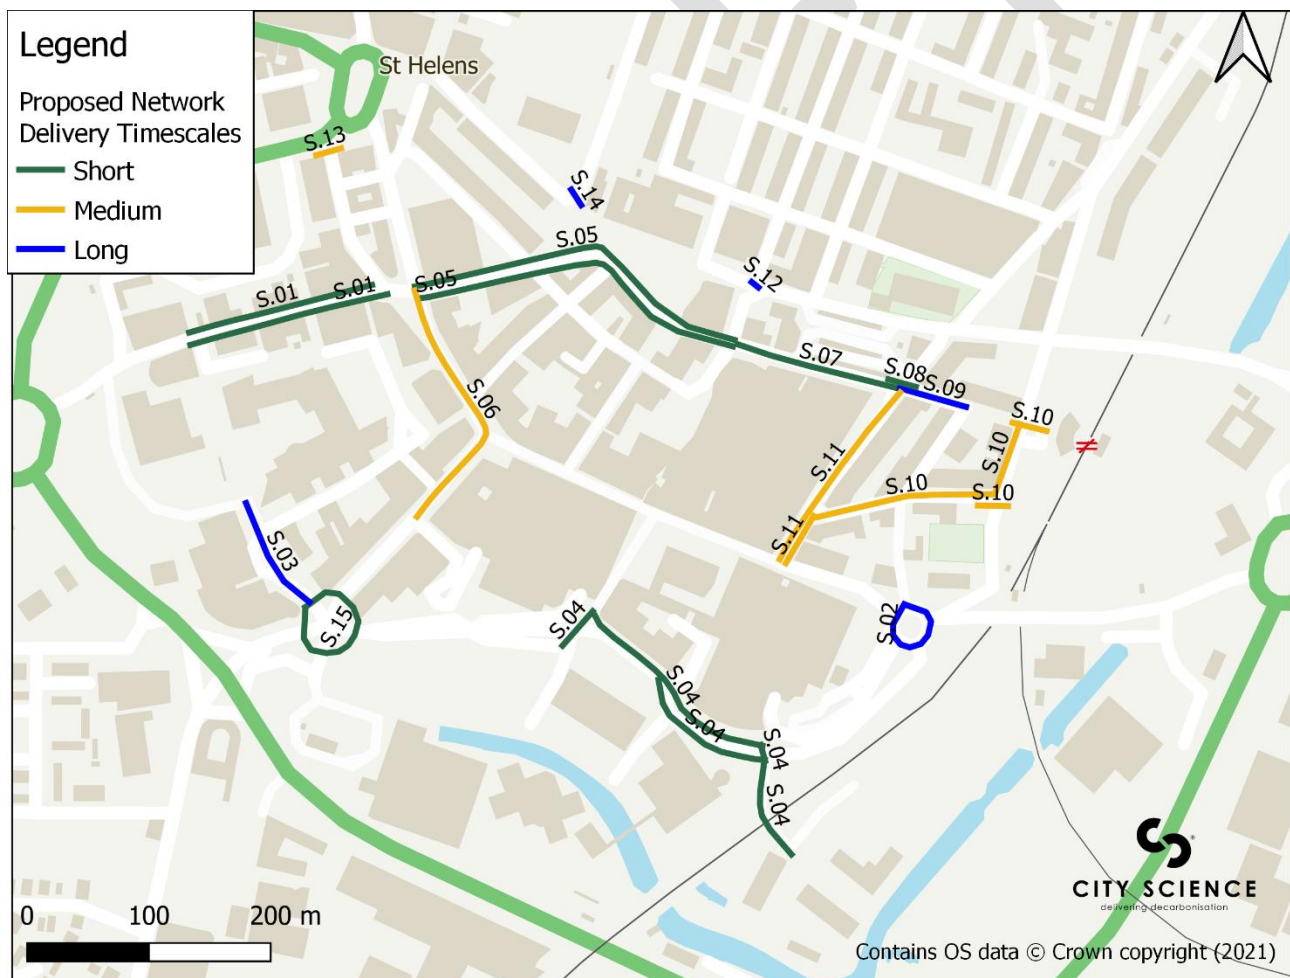 Legend
Proposed Network
Delivery Timescales
Short
Medium
Long
St Helens
S.13
S.14
S.05
S.12
S.01
S.01
S.05
S.07
S.08
S.09
S.06
S.10
S.10
S.11
S.10
S.10
S.11
S.03
S.15
S.04
S.02
S.04
S.04
S.04
S.04
0 100 200 m
CITY SCIENCE
delivering decarbonisation
Contains OS data © Crown copyright (2021)